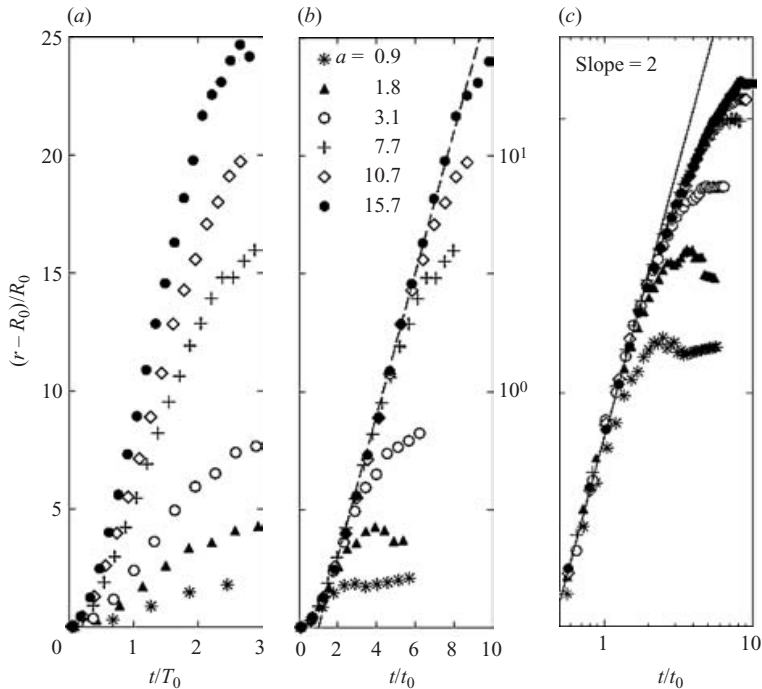 (a)
(b)
(c)
25
20
15
10
5
0
(r – R₀)/R₀
0
1
2
3
t/T₀
a = 0.9
1.8
3.1
7.7
10.7
15.7
0
2
4
6
8
10
t/t₀
10¹
10⁰
Slope = 2
1
10
t/t₀